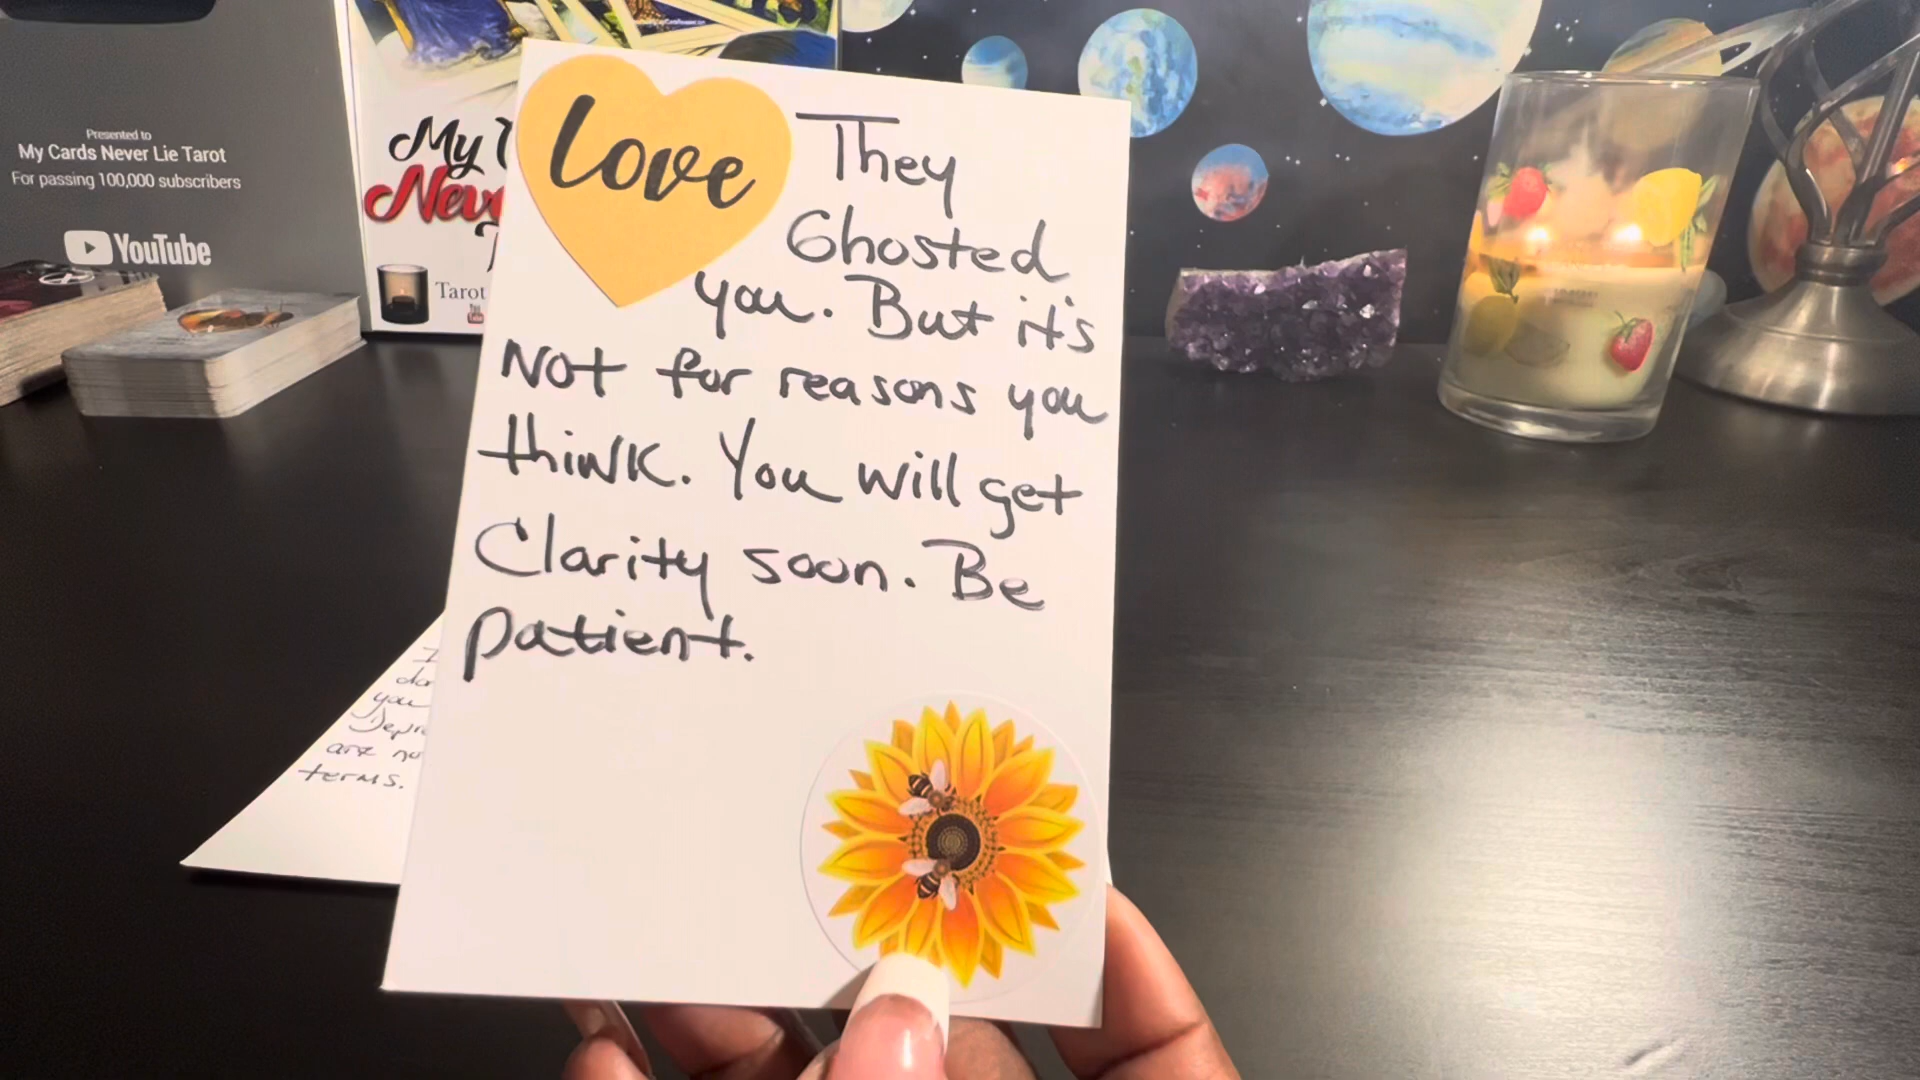 Presented to
My Cards Never Lie Tarot
For passing 100,000 subscribers
YouTube
My
Tarot
Love
They
Ghosted
you. But it's
Not for reasons you
think. You will get
Clarity soon. Be
patient.
you
are
terms.